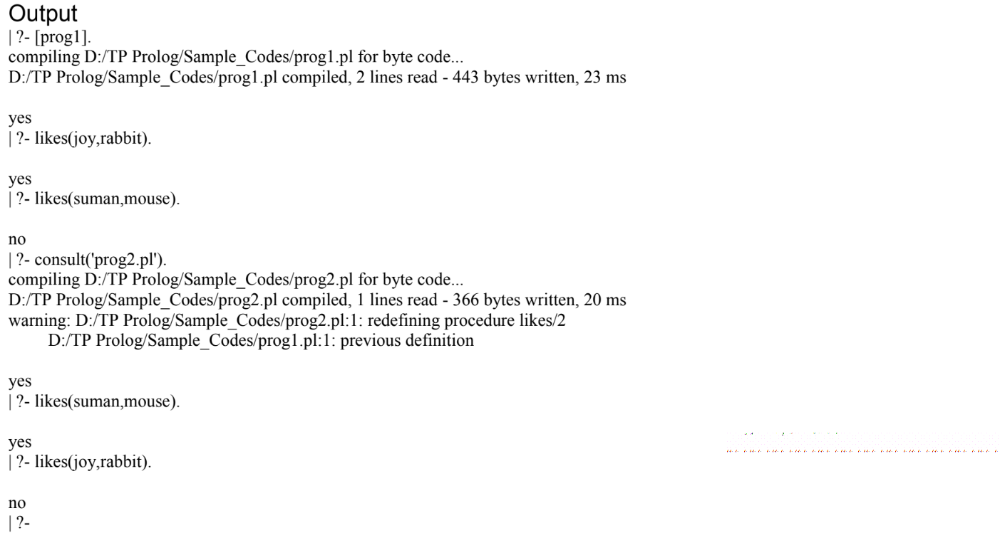 Output
| ?- [prog1].
compiling D:/TP Prolog/Sample_Codes/prog1.pl for byte code...
D:/TP Prolog/Sample_Codes/prog1.pl compiled, 2 lines read - 443 bytes written, 23 ms
yes
| ?- likes(joy,rabbit).
yes
| ?- likes(suman,mouse).
no
| ?- consult('prog2.pl').
compiling D:/TP Prolog/Sample_Codes/prog2.pl for byte code...
D:/TP Prolog/Sample_Codes/prog2.pl compiled, 1 lines read - 366 bytes written, 20 ms
warning: D:/TP Prolog/Sample_Codes/prog2.pl:1: redefining procedure likes/2
D:/TP Prolog/Sample_Codes/prog1.pl:1: previous definition
yes
| ?- likes(suman,mouse).
yes
| ?- likes(joy,rabbit).
no
| ?-